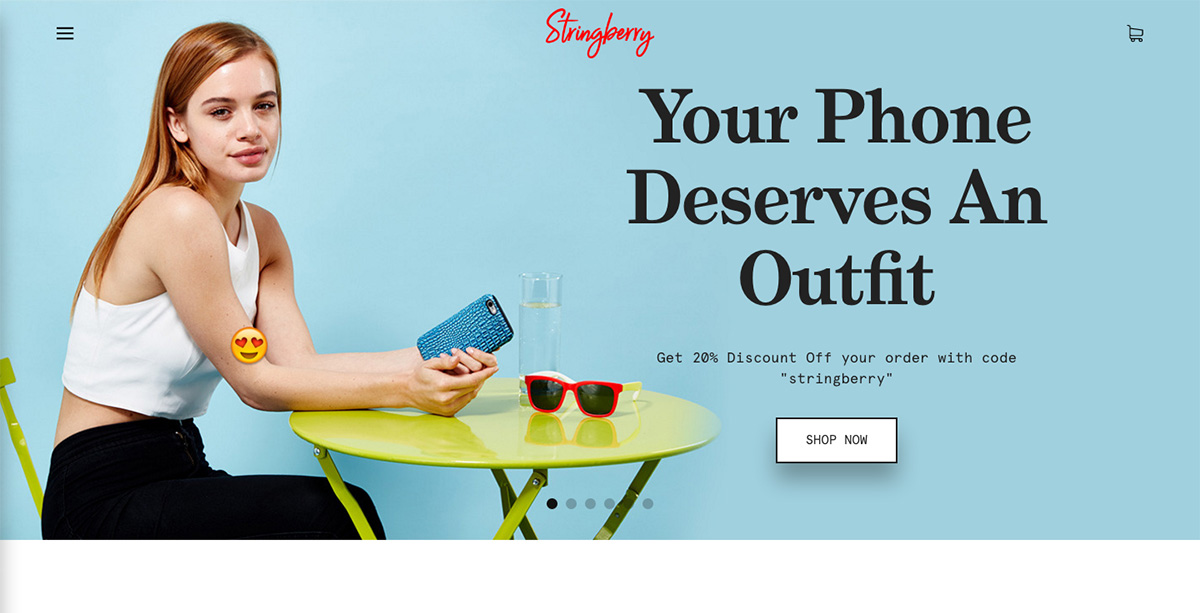 Stringberry
Your Phone
Deserves An
Outfit
Get 20% Discount Off your order with code
"stringberry"
SHOP NOW